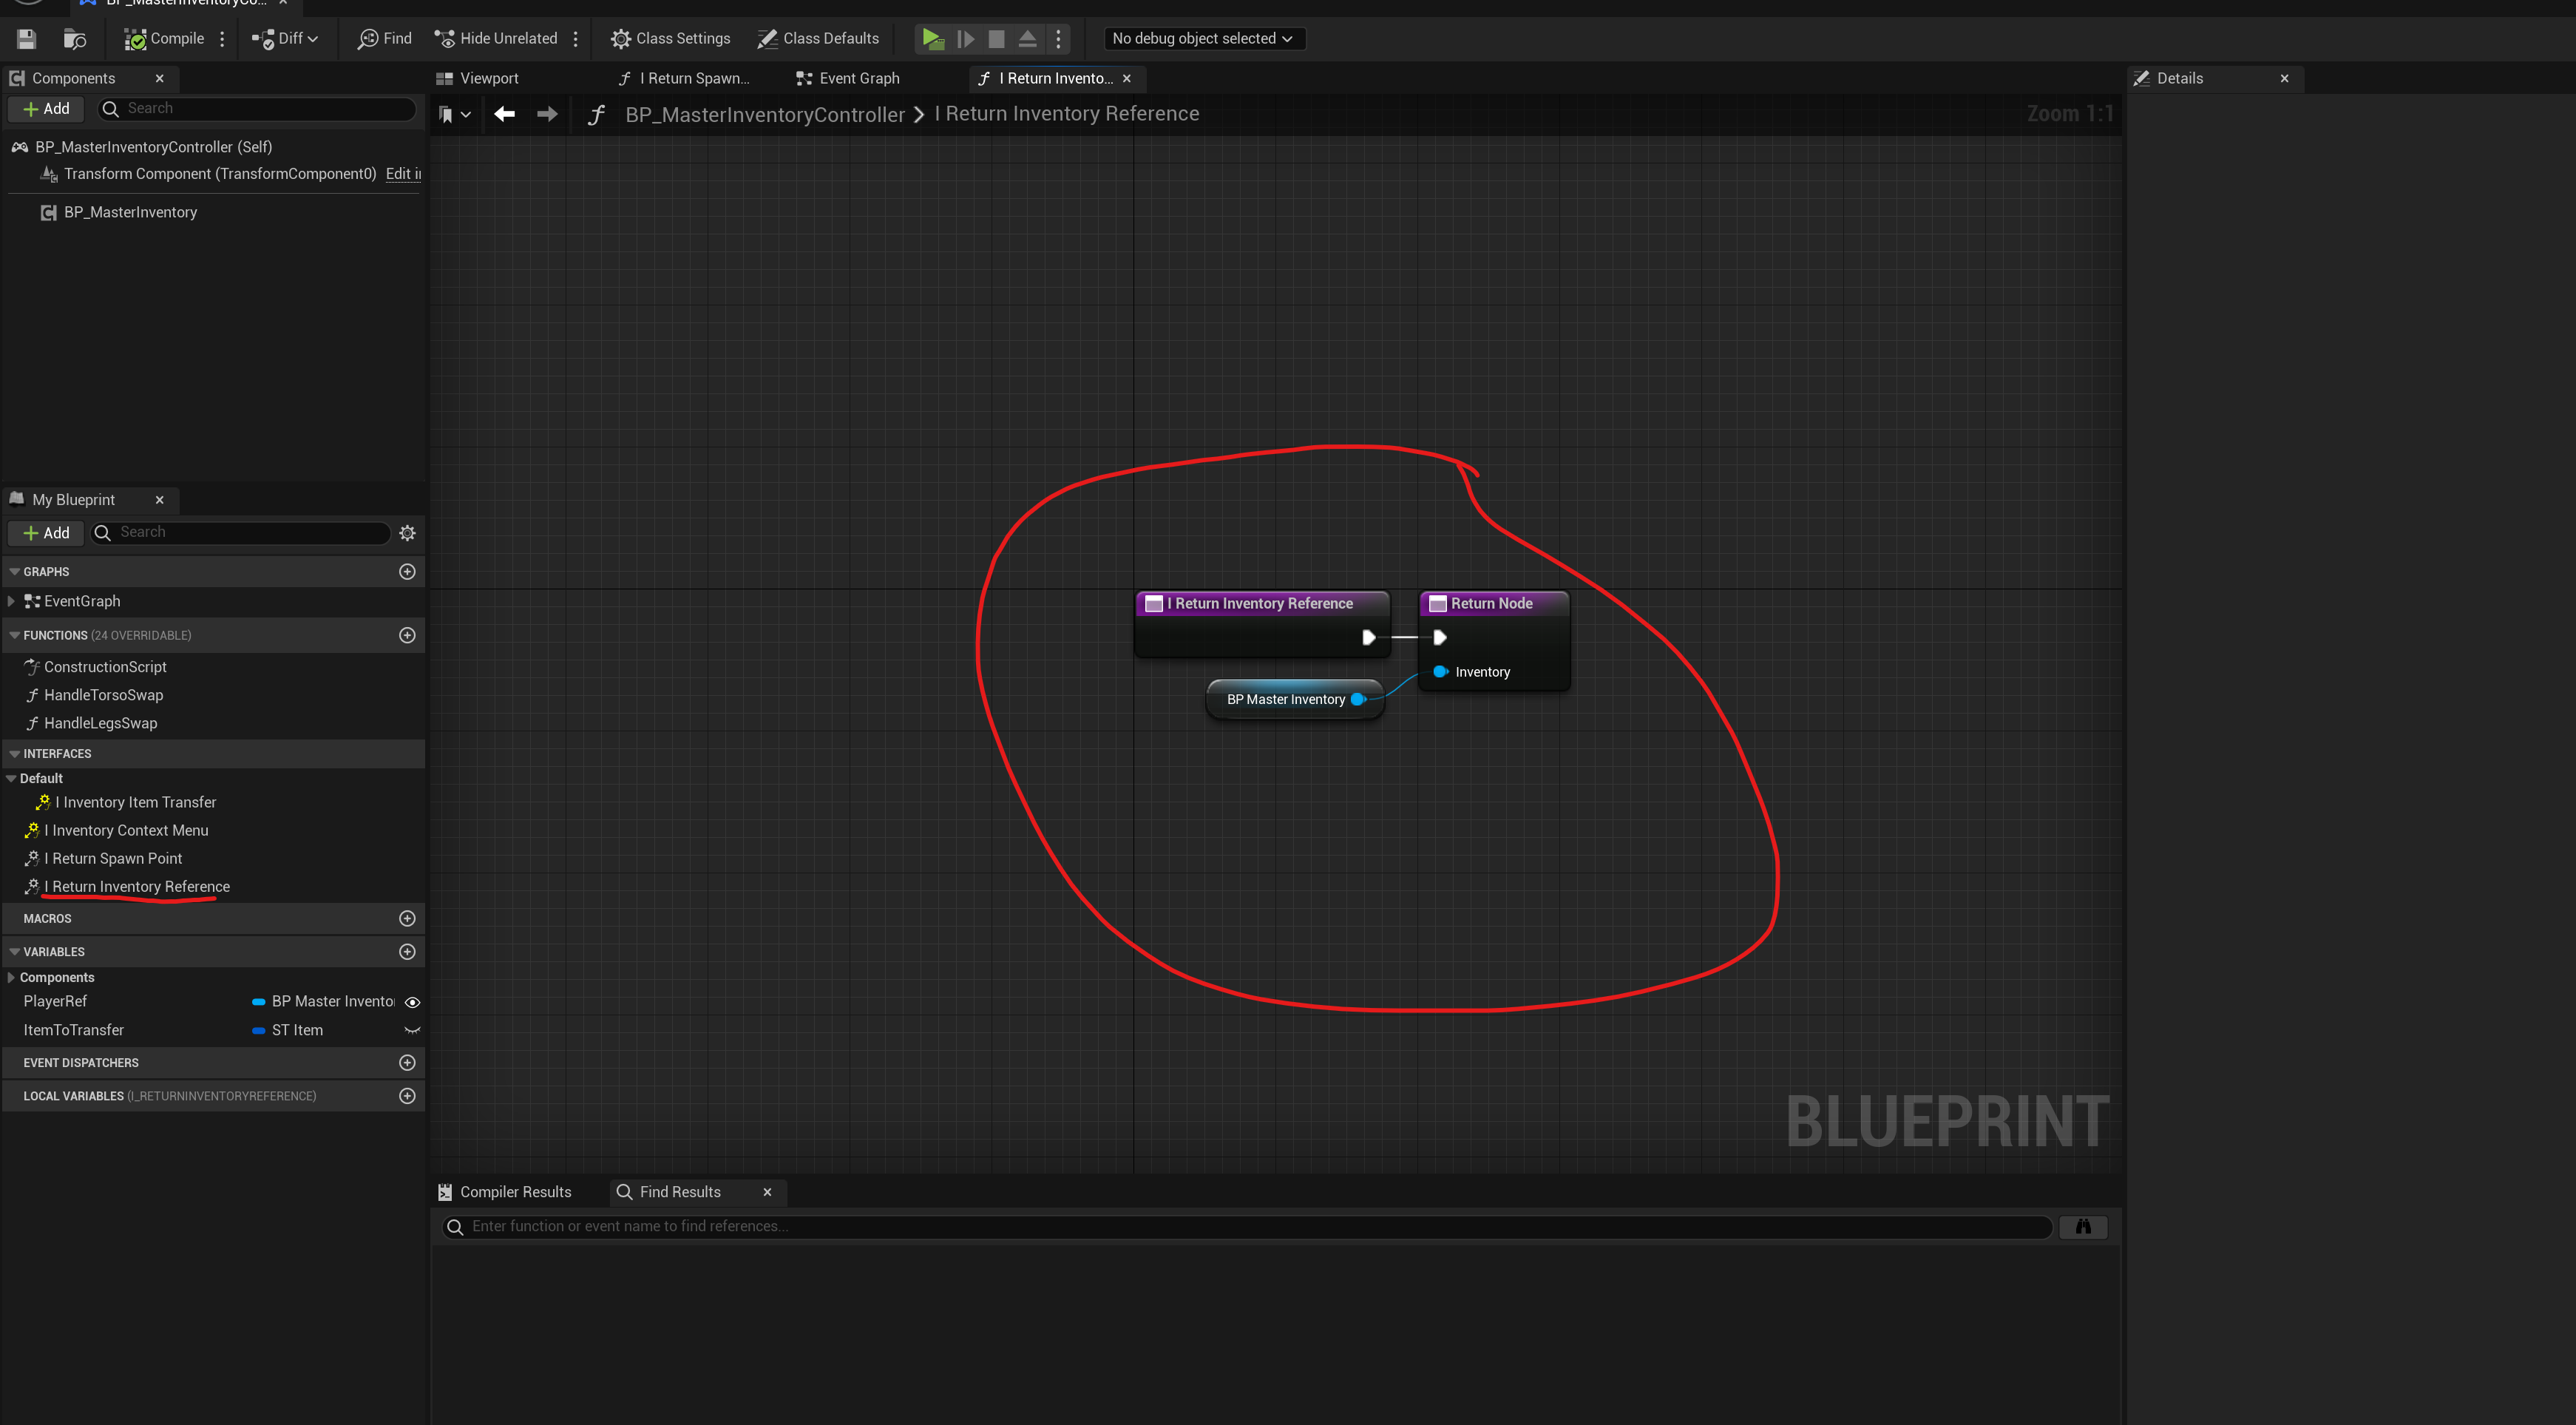 BP_MasterInventoryCo...
Compile
Diff
Find
Hide Unrelated
Class Settings
Class Defaults
No debug object selected
Components
Viewport
I Return Spawn...
Event Graph
I Return Invento...
Details
Add
Search
BP_MasterInventoryController
I Return Inventory Reference
Zoom 1:1
BP_MasterInventoryController (Self)
Transform Component (TransformComponent0)
Edit i
BP_MasterInventory
My Blueprint
Add
Search
GRAPHS
EventGraph
FUNCTIONS (24 OVERRIDABLE)
ConstructionScript
HandleTorsoSwap
HandleLegsSwap
INTERFACES
Default
I Inventory Item Transfer
I Inventory Context Menu
I Return Spawn Point
I Return Inventory Reference
MACROS
VARIABLES
Components
PlayerRef
BP Master Invento
ItemToTransfer
ST Item
EVENT DISPATCHERS
LOCAL VARIABLES (I_RETURNINVENTORYREFERENCE)
I Return Inventory Reference
Return Node
Inventory
BP Master Inventory
BLUEPRINT
Compiler Results
Find Results
Enter function or event name to find references...